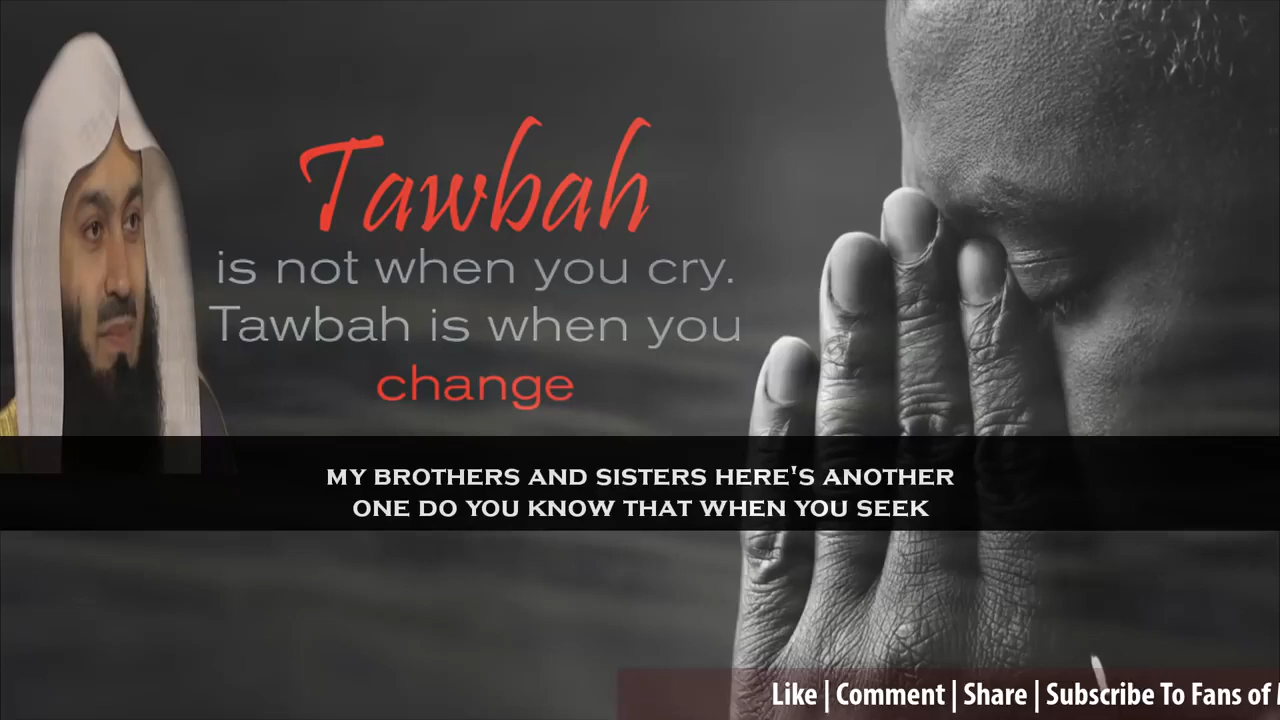 Tawbah
is not when you cry.
Tawbah is when you
change
MY BROTHERS AND SISTERS HERE'S ANOTHER
ONE DO YOU KNOW THAT WHEN YOU SEEK
Like | Comment | Share | Subscribe To Fans of